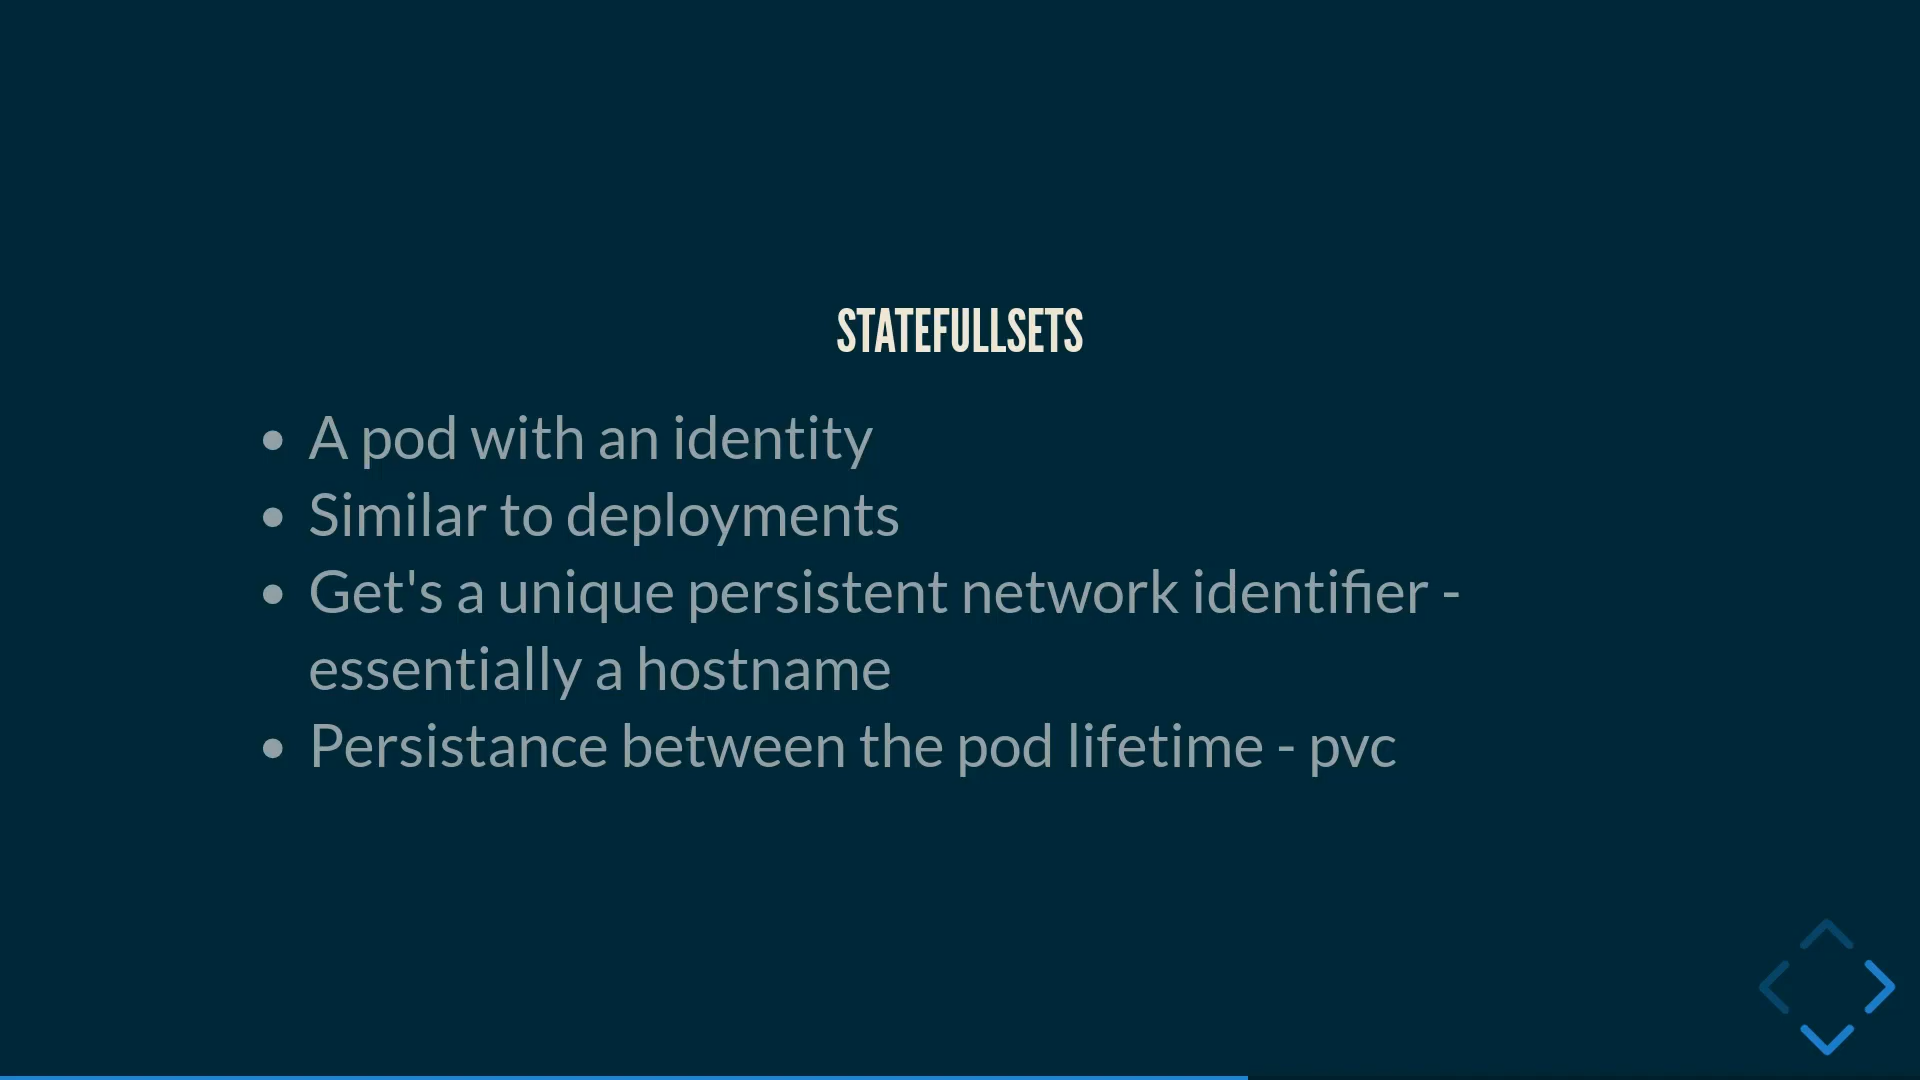 STATEFULLSETS
• A pod with an identity
• Similar to deployments
• Get's a unique persistent network identifier -
essentially a hostname
• Persistance between the pod lifetime - pvc